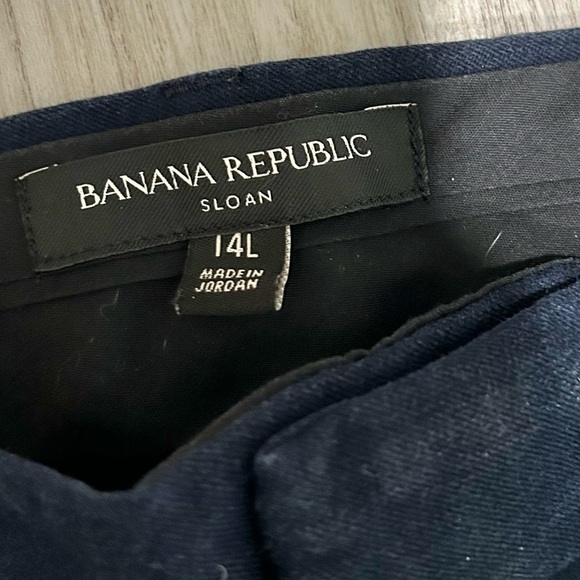 BANANA REPUBLIC
SLOAN
14L
MADE IN
JORDAN